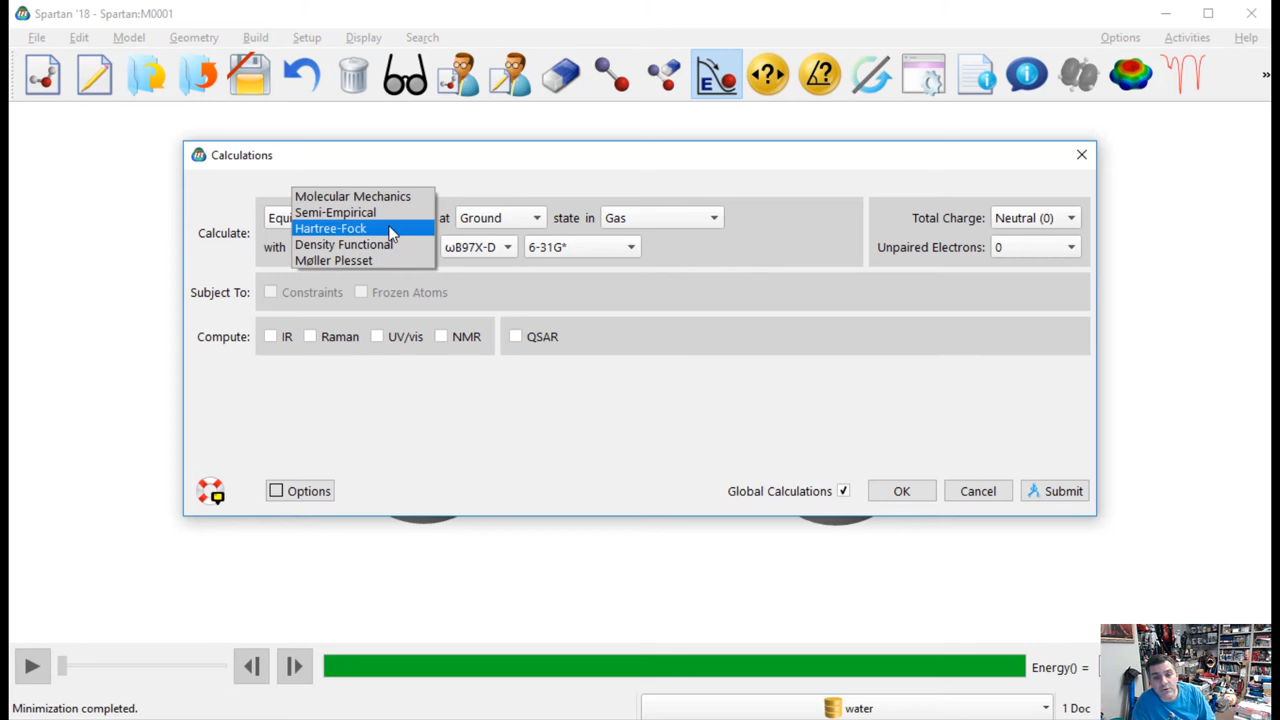 Spartan '18 - Spartan:M0001
File Edit Model Geometry Build Setup Display Search Options Activities Help
E
<?> ?
»
Calculations
Molecular Mechanics
Semi-Empirical
Hartree-Fock
Density Functional
Møller Plesset
Calculate: Equi at Ground state in Gas
with ωB97X-D 6-31G*
Total Charge: Neutral (0)
Unpaired Electrons: 0
Subject To: Constraints Frozen Atoms
Compute: IR Raman UV/vis NMR QSAR
Options Global Calculations OK Cancel Submit
Energy() =
Minimization completed. water 1 Doc